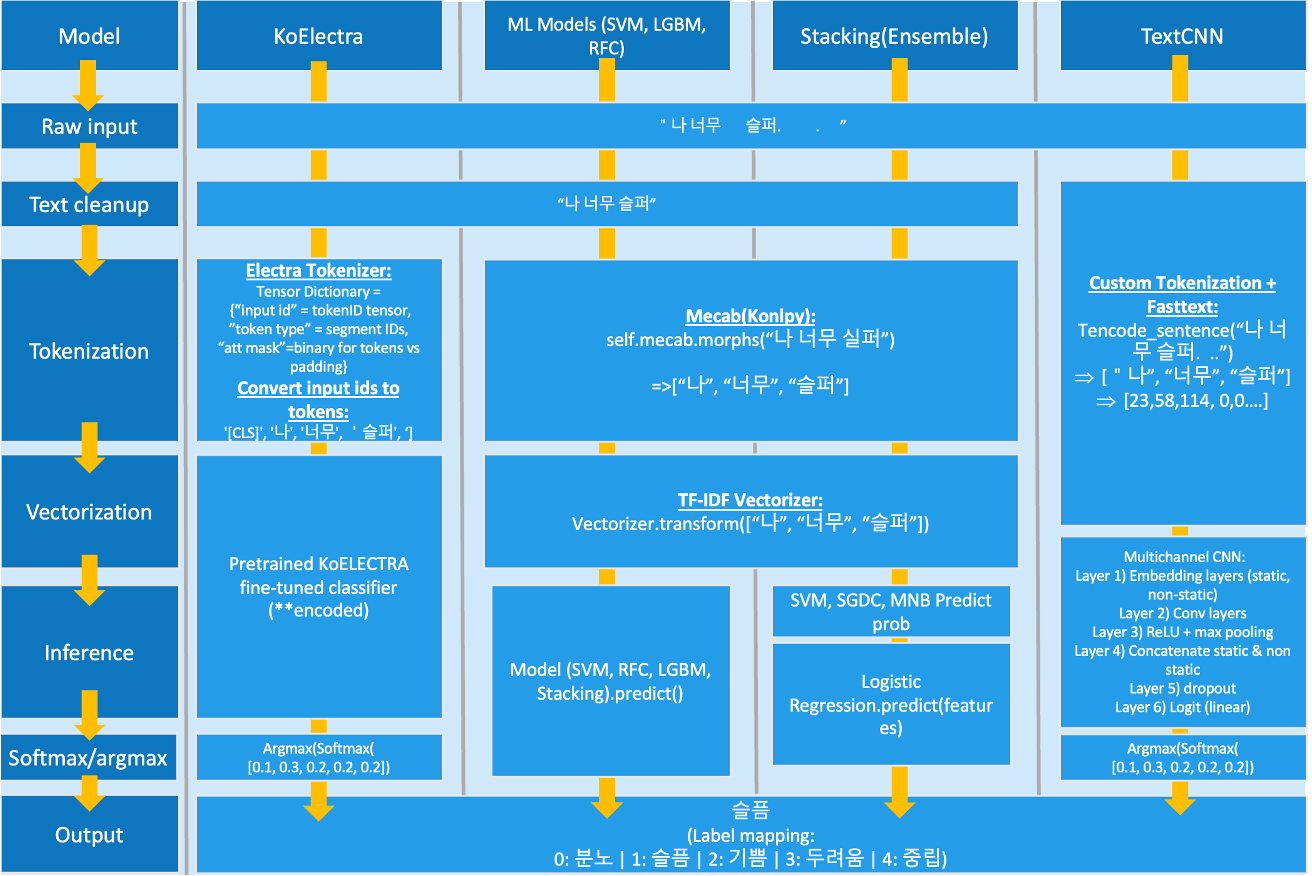 Model
KoElectra
ML Models (SVM, LGBM,
RFC)
Stacking(Ensemble)
TextCNN
Raw input
" 나 너무 슬퍼. . ”
Text cleanup
“나 너무 슬퍼”
Tokenization
Electra Tokenizer:
Tensor Dictionary =
{“input id” = tokenID tensor,
”token type” = segment IDs,
“att mask”=binary for tokens vs
padding}
Convert input ids to
tokens:
'[CLS]', '나', '너무', ' 슬퍼', ‘]
Mecab(Konlpy):
self.mecab.morphs(“나 너무 실퍼”)
=>[“나”, “너무”, “슬퍼”]
Custom Tokenization +
Fasttext:
Tencode_sentence(“나 너
무 슬퍼. ..”)
⇒ [ " 나”, “너무”, “슬퍼”]
⇒ [23,58,114, 0,0....]
Vectorization
TF-IDF Vectorizer:
Vectorizer.transform([“나”, “너무”, “슬퍼”])
Pretrained KoELECTRA
fine-tuned classifier
(**encoded)
Inference
Model (SVM, RFC, LGBM,
Stacking).predict()
SVM, SGDC, MNB Predict
prob
Logistic
Regression.predict(featur
es)
Multichannel CNN:
Layer 1) Embedding layers (static,
non-static)
Layer 2) Conv layers
Layer 3) ReLU + max pooling
Layer 4) Concatenate static & non
static
Layer 5) dropout
Layer 6) Logit (linear)
Softmax/argmax
Argmax(Softmax(
[0.1, 0.3, 0.2, 0.2, 0.2])
Argmax(Softmax(
[0.1, 0.3, 0.2, 0.2, 0.2])
Output
슬픔
(Label mapping:
0: 분노 | 1: 슬픔 | 2: 기쁨 | 3: 두려움 | 4: 중립)